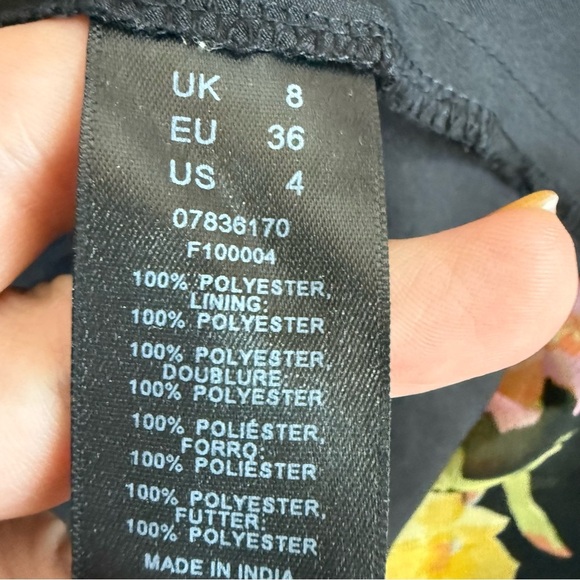 UK 8
EU 36
US 4
07836170
F100004
100% POLYESTER,
LINING:
100% POLYESTER
100% POLYESTER,
DOUBLURE,
100% POLYESTER
100% POLIÉSTER,
FORRO:
100% POLIÉSTER
100% POLYESTER,
FUTTER:
100% POLYESTER
MADE IN INDIA